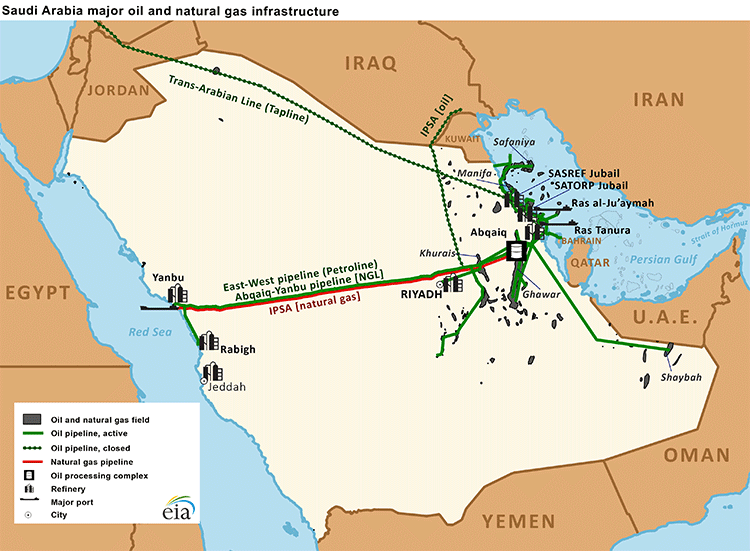 Saudi Arabia major oil and natural gas infrastructure
IRAQ
JORDAN
IRAN
Trans-Arabian Line (Tapline)
IPSA [oil]
KUWAIT
Safaniya
Manifa
SASREF Jubail
SATORP Jubail
Ras al-Ju'aymah
Ras Tanura
Abqaiq
BAHRAIN
Strait of Hormuz
Persian Gulf
QATAR
Khurais
EGYPT
Yanbu
East-West pipeline (Petroline)
Abqaiq-Yanbu pipeline [NGL]
IPSA [natural gas]
RIYADH
Ghawar
U.A.E.
Red Sea
Rabigh
Jeddah
Shaybah
OMAN
YEMEN
Oil and natural gas field
Oil pipeline, active
Oil pipeline, closed
Natural gas pipeline
Oil processing complex
Refinery
Major port
City
eia